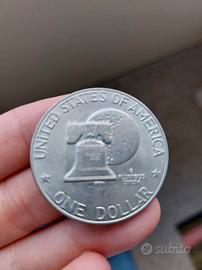 UNITED STATES OF AMERICA
ONE DOLLAR
subito